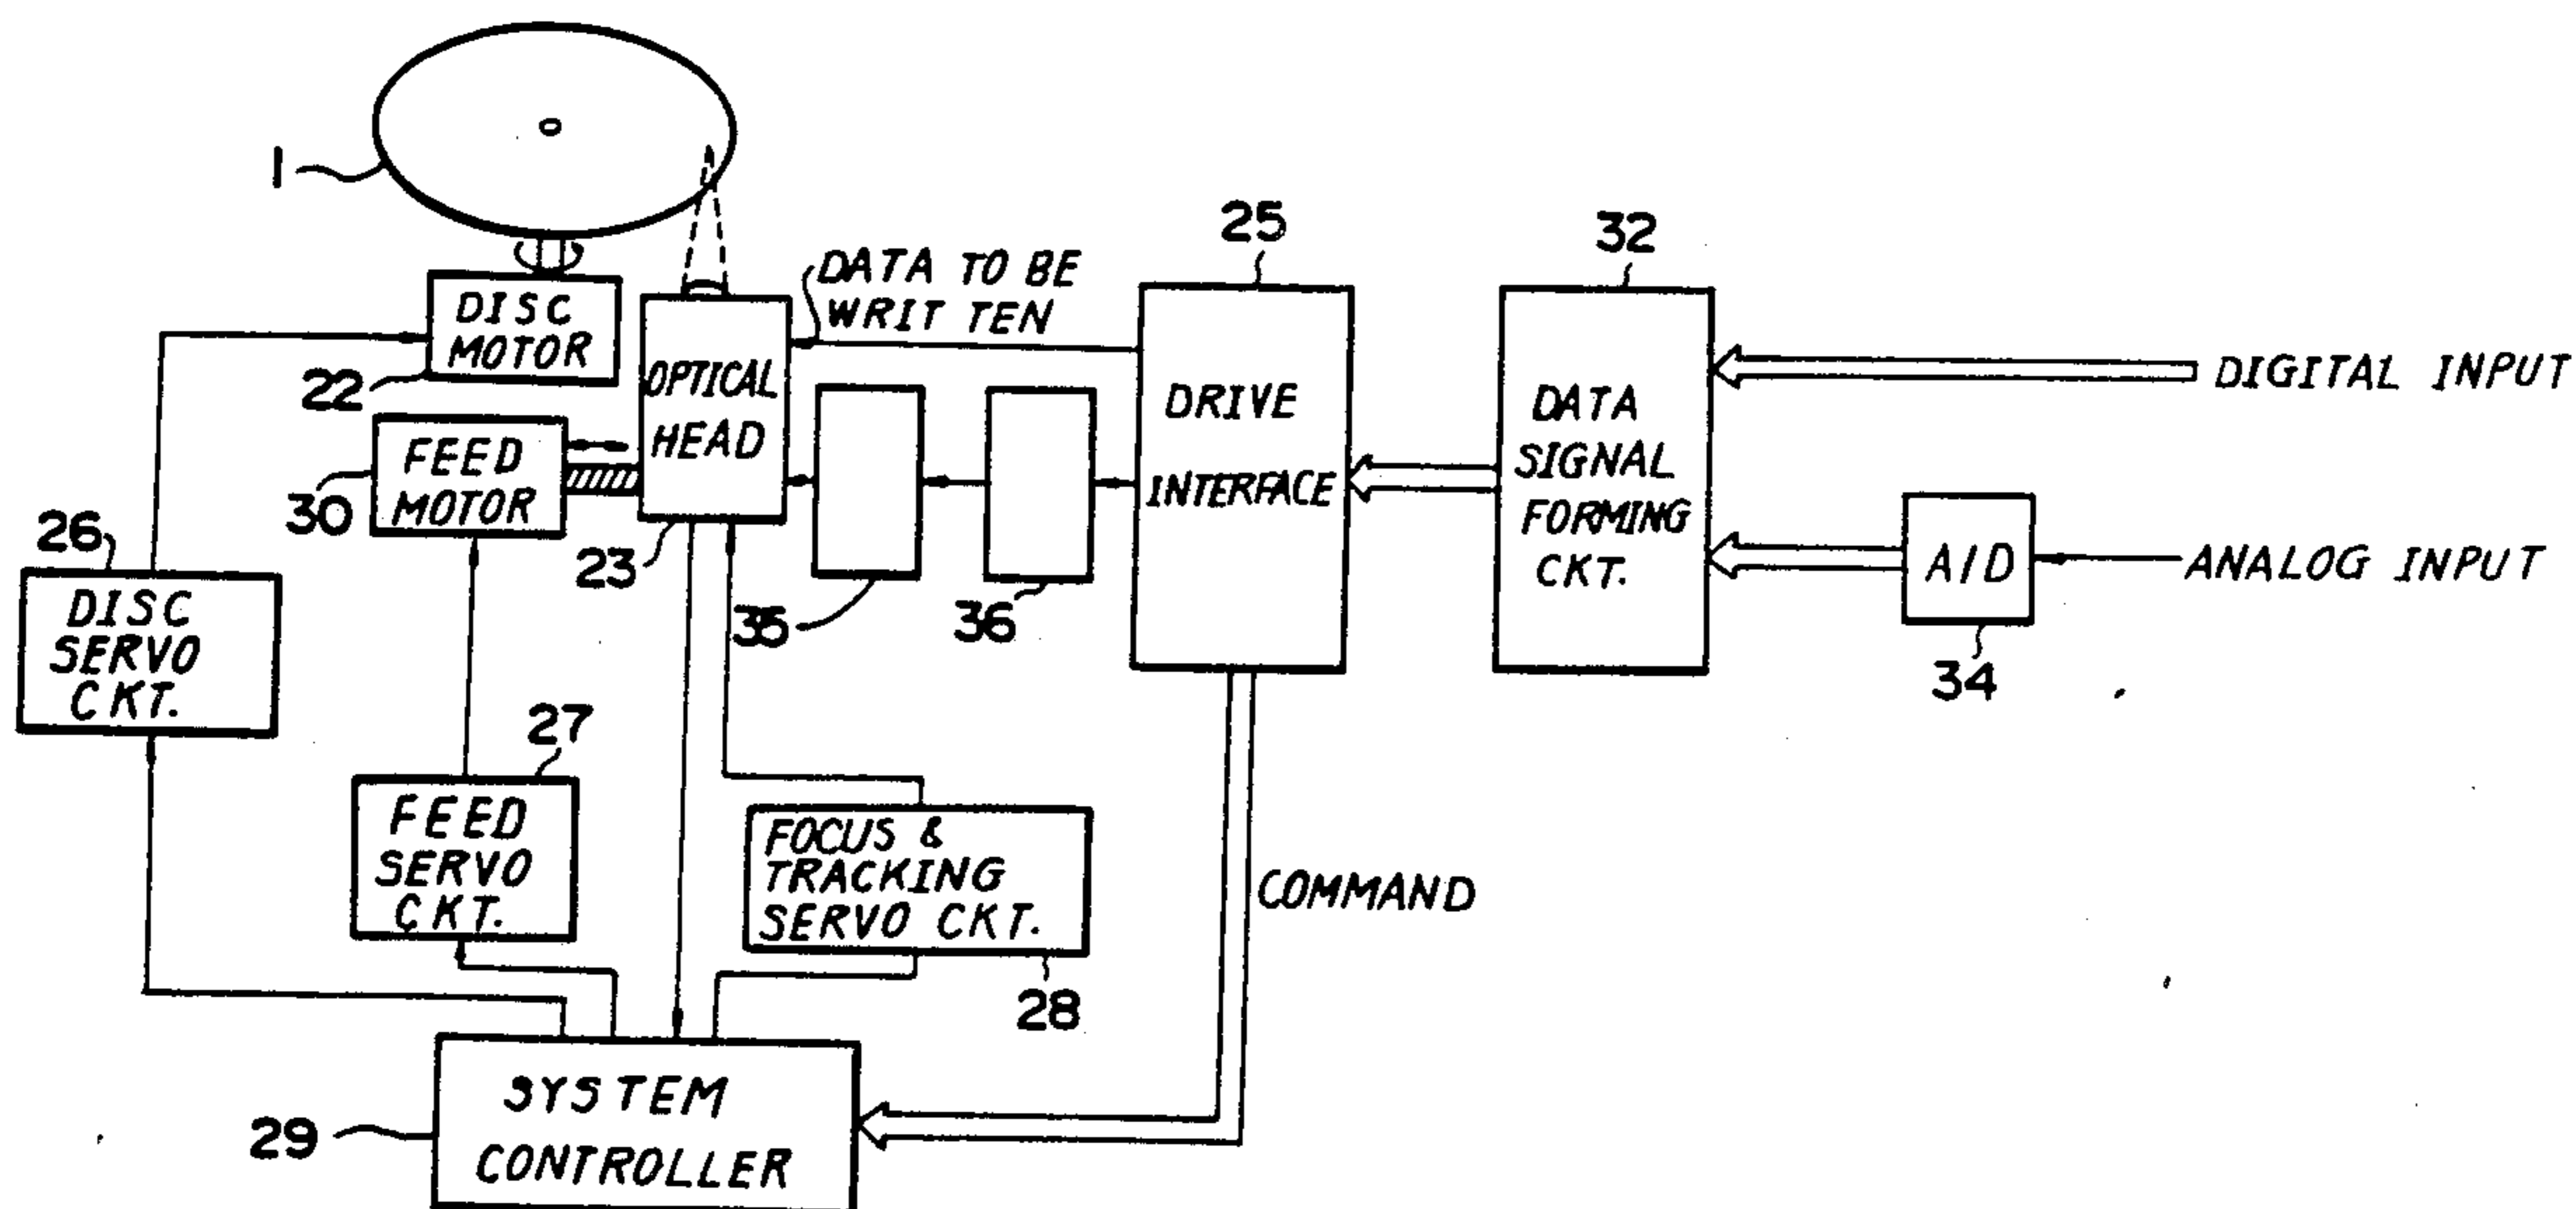 1
DISC
MOTOR
22
OPTICAL
HEAD
23
DATA TO BE
WRIT TEN
25
DRIVE
INTERFACE
32
DATA
SIGNAL
FORMING
CKT.
DIGITAL INPUT
A/D
34
ANALOG INPUT
FEED
MOTOR
30
35
36
26
DISC
SERVO
CKT.
27
FEED
SERVO
CKT.
FOCUS &
TRACKING
SERVO CKT.
28
COMMAND
SYSTEM
CONTROLLER
29